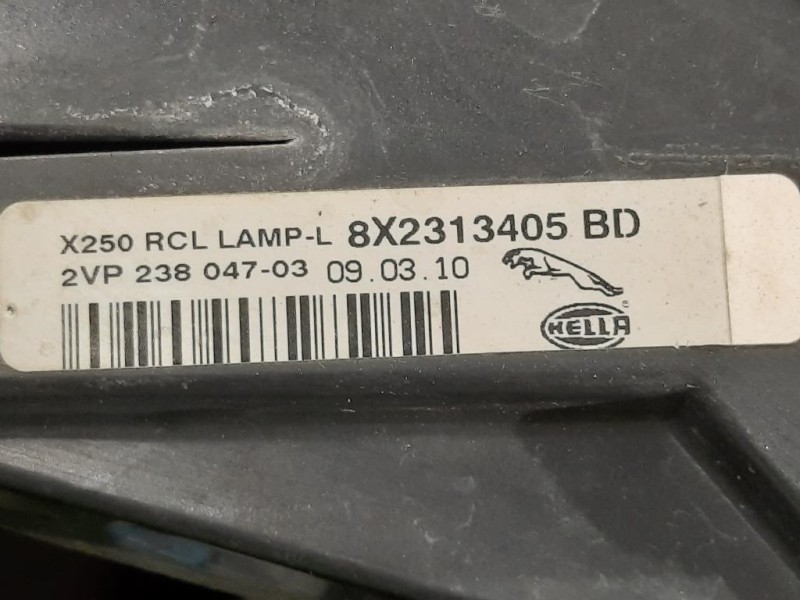 X250 RCL LAMP-L 8X2313405 BD
2VP 238 047-03 09.03.10
HELLA